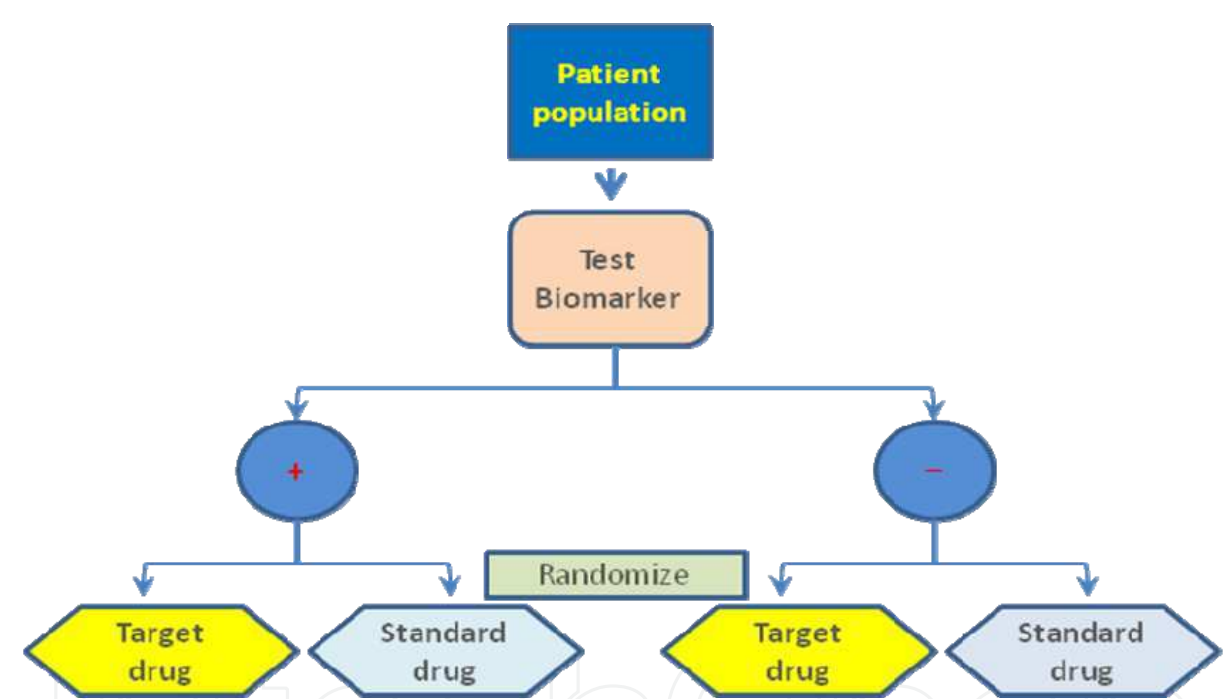 Patient
population
Test
Biomarker
+
–
Randomize
Target
drug
Standard
drug
Target
drug
Standard
drug